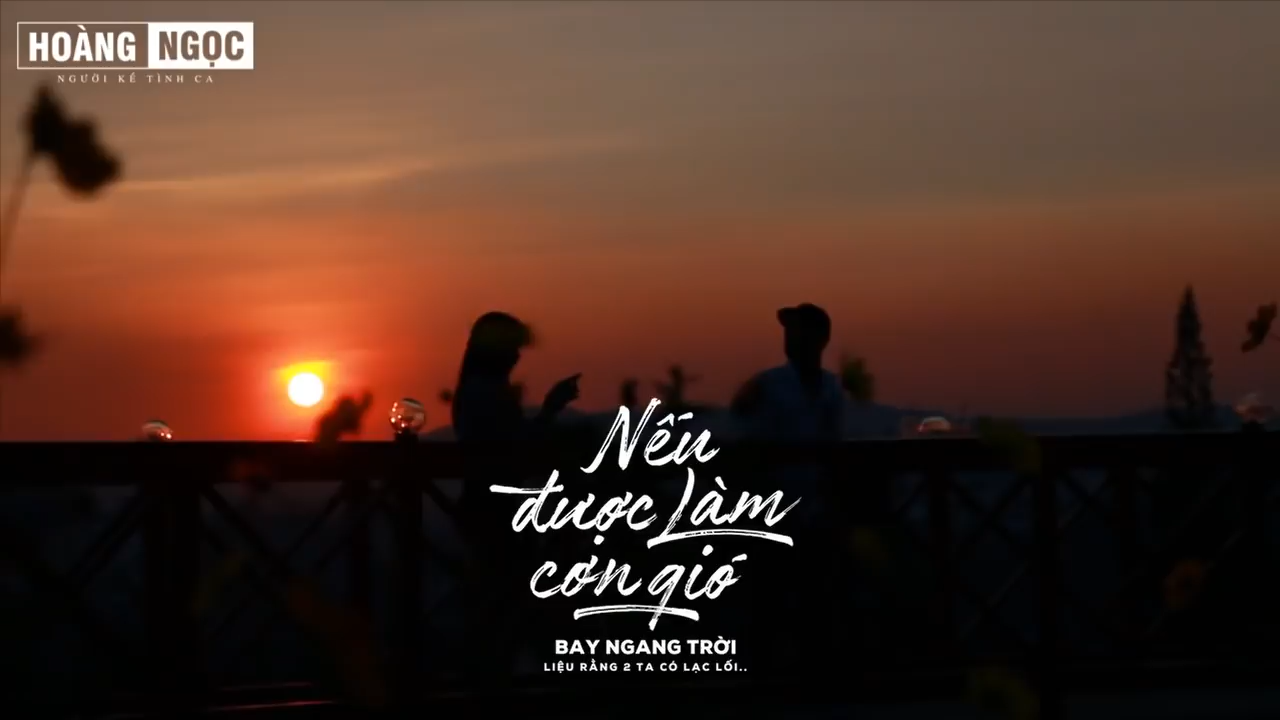 HOÀNG NGỌC
NGƯỜI KỂ TÌNH CA
Nếu
được Làm
cơn gió
BAY NGANG TRỜI
LIỆU RẰNG 2 TA CÓ LẠC LỐI..